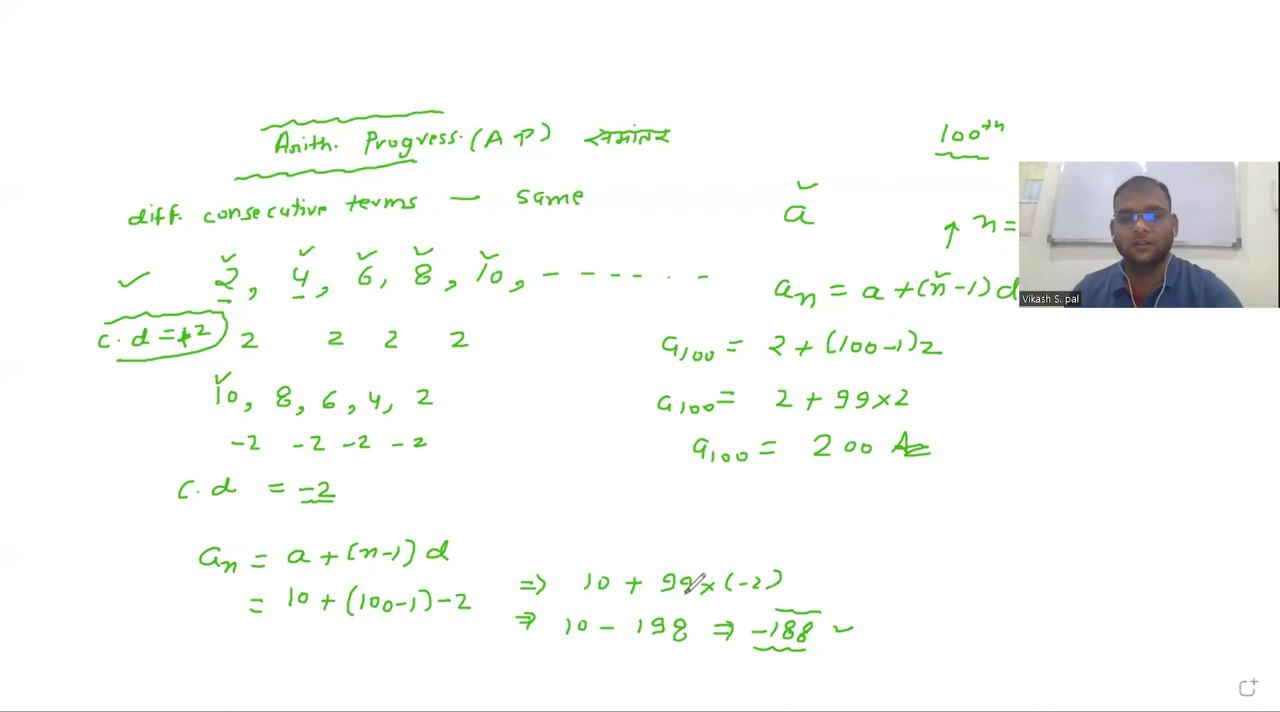 Arith. Progress. (AP) समांतर
diff. consecutive terms — same
2, 4, 6, 8, 10, - - - - - -
c. d = +2
2 2 2 2
10, 8, 6, 4, 2
-2 -2 -2 -2
c. d = -2
an = a + (n-1) d
= 10 + (100-1) -2
⇒ 10 + 99 × (-2)
⇒ 10 - 198 ⇒ -188
100th
a
n =
an = a + (n-1) d
a100 = 2 + (100-1) 2
a100 = 2 + 99×2
a100 = 200
Vikash S. pal